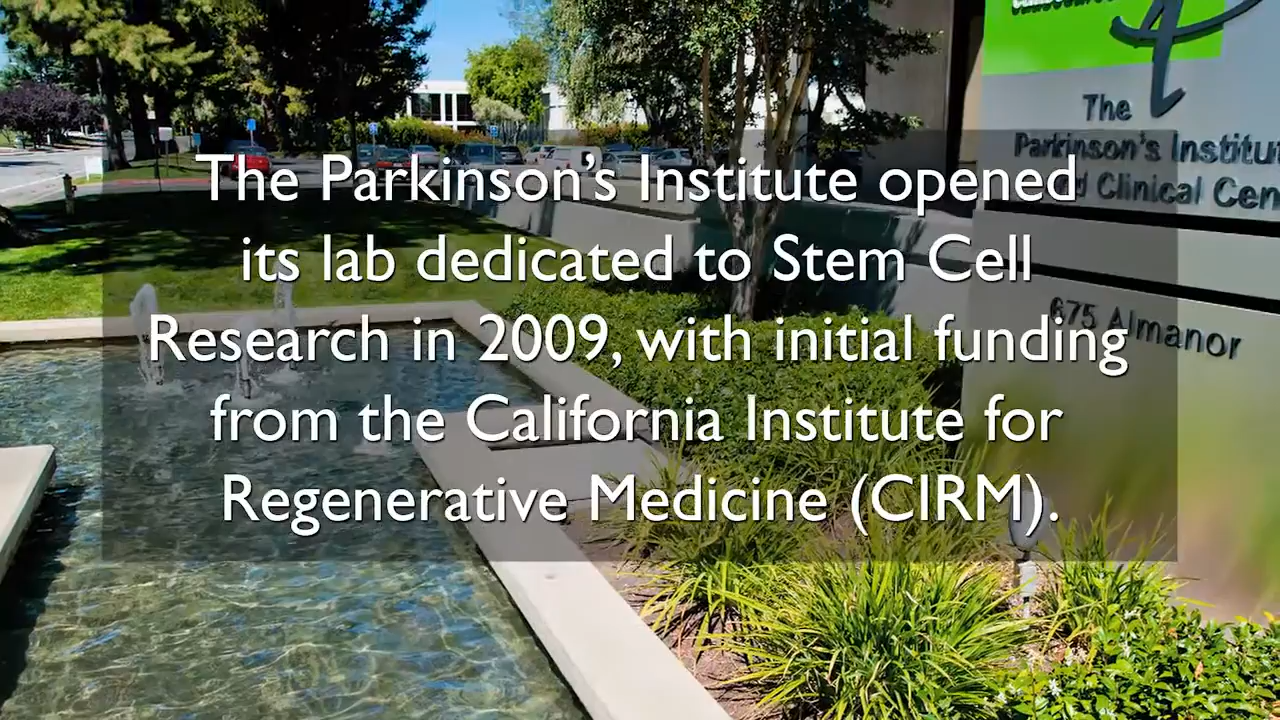 The Parkinson’s Institute opened
its lab dedicated to Stem Cell
Research in 2009, with initial funding
from the California Institute for
Regenerative Medicine (CIRM).
The
Parkinson's Institu
d Clinical Cen
675 Almanor